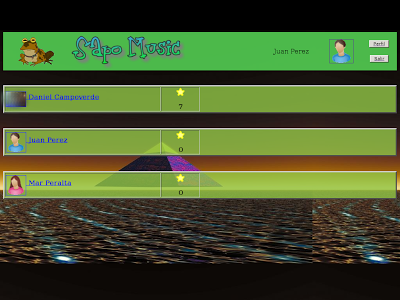 Sapo Music
Juan Perez
Perfil
Salir
Daniel Campoverde
7
Juan Perez
0
Mar Peralta
0